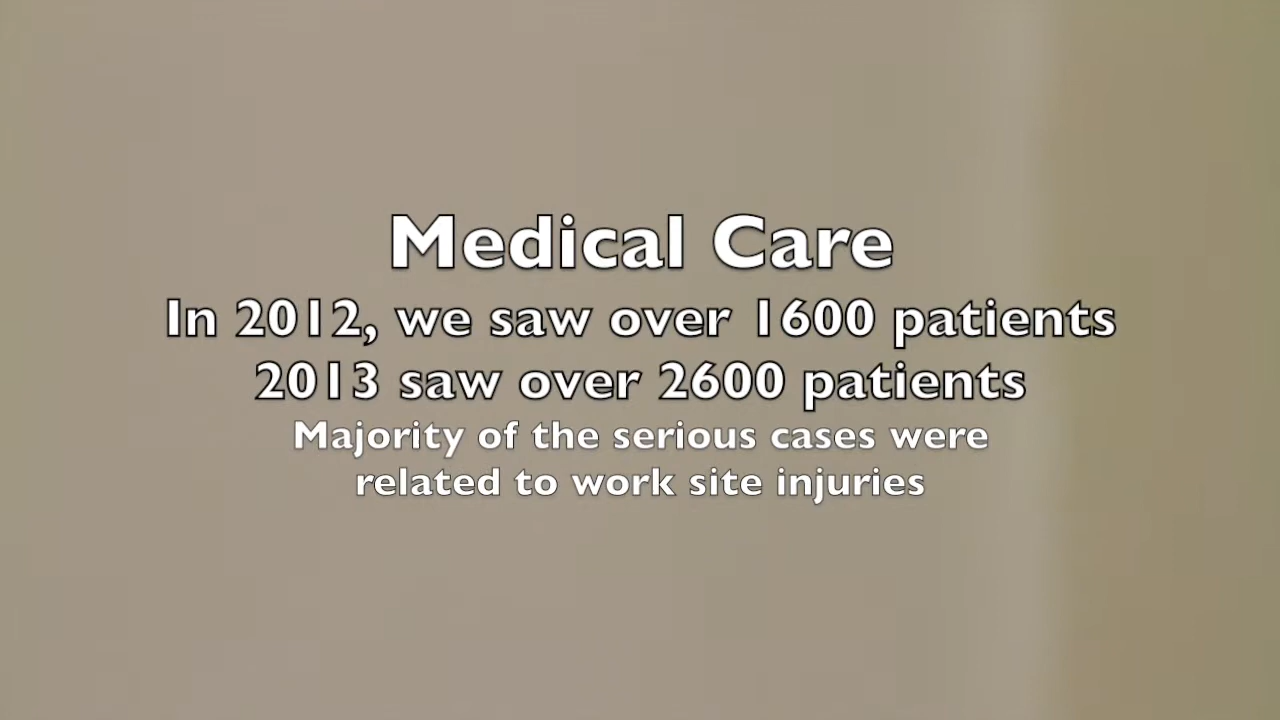 Medical Care
In 2012, we saw over 1600 patients
2013 saw over 2600 patients
Majority of the serious cases were
related to work site injuries